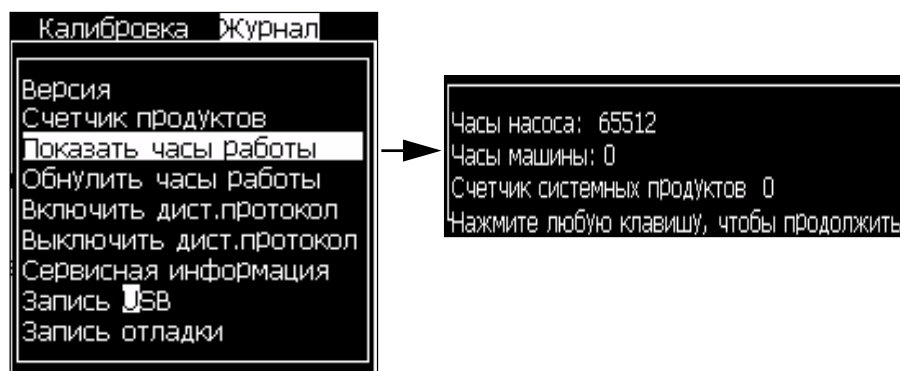 Калибровка Журнал
Версия
Счетчик продуктов
Показать часы работы
Обнулить часы работы
Включить дист.протокол
Выключить дист.протокол
Сервисная информация
Запись USB
Запись отладки
Часы насоса: 65512
Часы машины: 0
Счетчик системных продуктов 0
Нажмите любую клавишу, чтобы продолжить